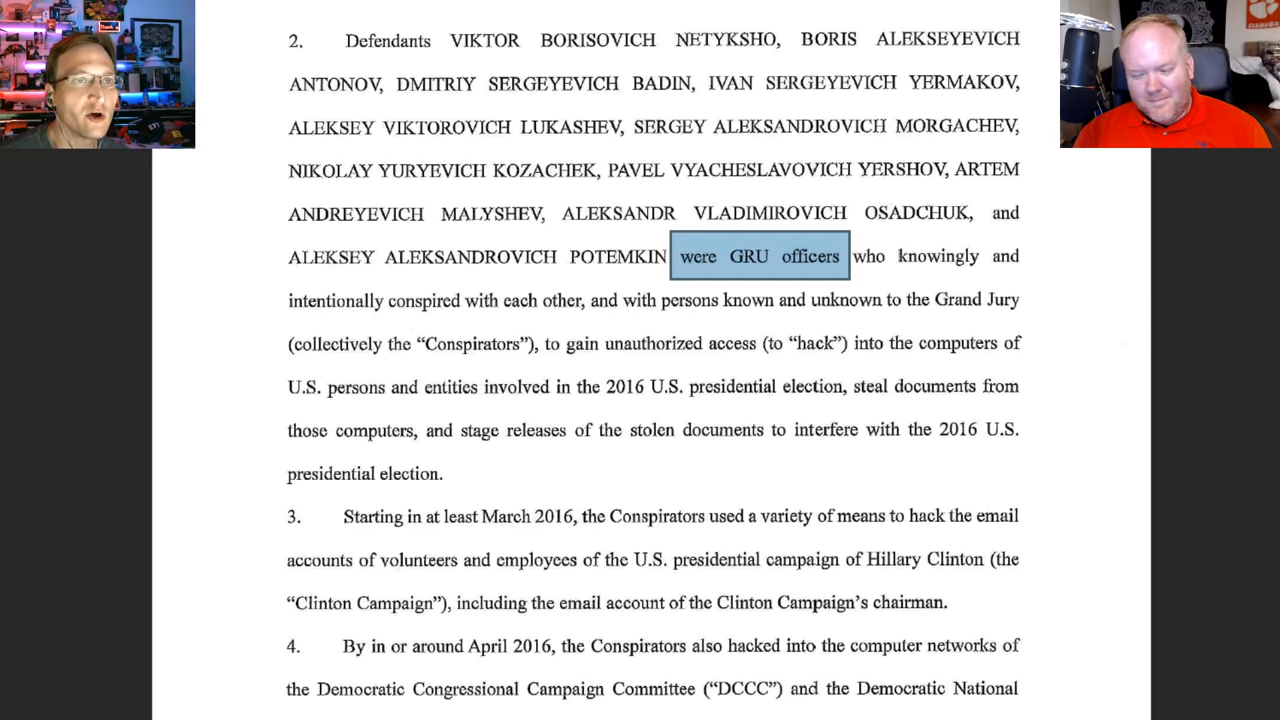 2. Defendants VIKTOR BORISOVICH NETYKSHO, BORIS ALEKSEYEVICH
ANTONOV, DMITRIY SERGEYEVICH BADIN, IVAN SERGEYEVICH YERMAKOV,
ALEKSEY VIKTOROVICH LUKASHEV, SERGEY ALEKSANDROVICH MORGACHEV,
NIKOLAY YURYEVICH KOZACHEK, PAVEL VYACHESLAVOVICH YERSHOV, ARTEM
ANDREYEVICH MALYSHEV, ALEKSANDR VLADIMIROVICH OSADCHUK, and
ALEKSEY ALEKSANDROVICH POTEMKIN were GRU officers who knowingly and
intentionally conspired with each other, and with persons known and unknown to the Grand Jury
(collectively the “Conspirators”), to gain unauthorized access (to “hack”) into the computers of
U.S. persons and entities involved in the 2016 U.S. presidential election, steal documents from
those computers, and stage releases of the stolen documents to interfere with the 2016 U.S.
presidential election.
3. Starting in at least March 2016, the Conspirators used a variety of means to hack the email
accounts of volunteers and employees of the U.S. presidential campaign of Hillary Clinton (the
“Clinton Campaign”), including the email account of the Clinton Campaign’s chairman.
4. By in or around April 2016, the Conspirators also hacked into the computer networks of
the Democratic Congressional Campaign Committee (“DCCC”) and the Democratic National